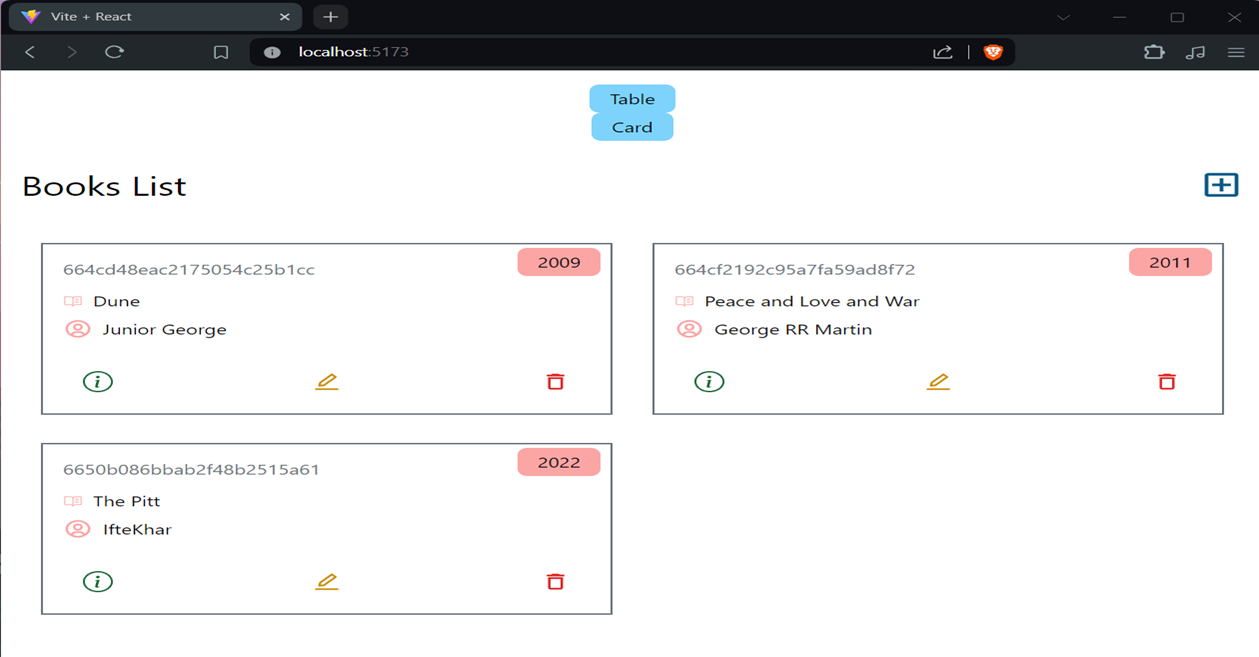 Vite + React
localhost:5173
Table
Card
Books List
664cd48eac2175054c25b1cc
2009
Dune
Junior George
664cf2192c95a7fa59ad8f72
2011
Peace and Love and War
George RR Martin
6650b086bbab2f48b2515a61
2022
The Pitt
IfteKhar